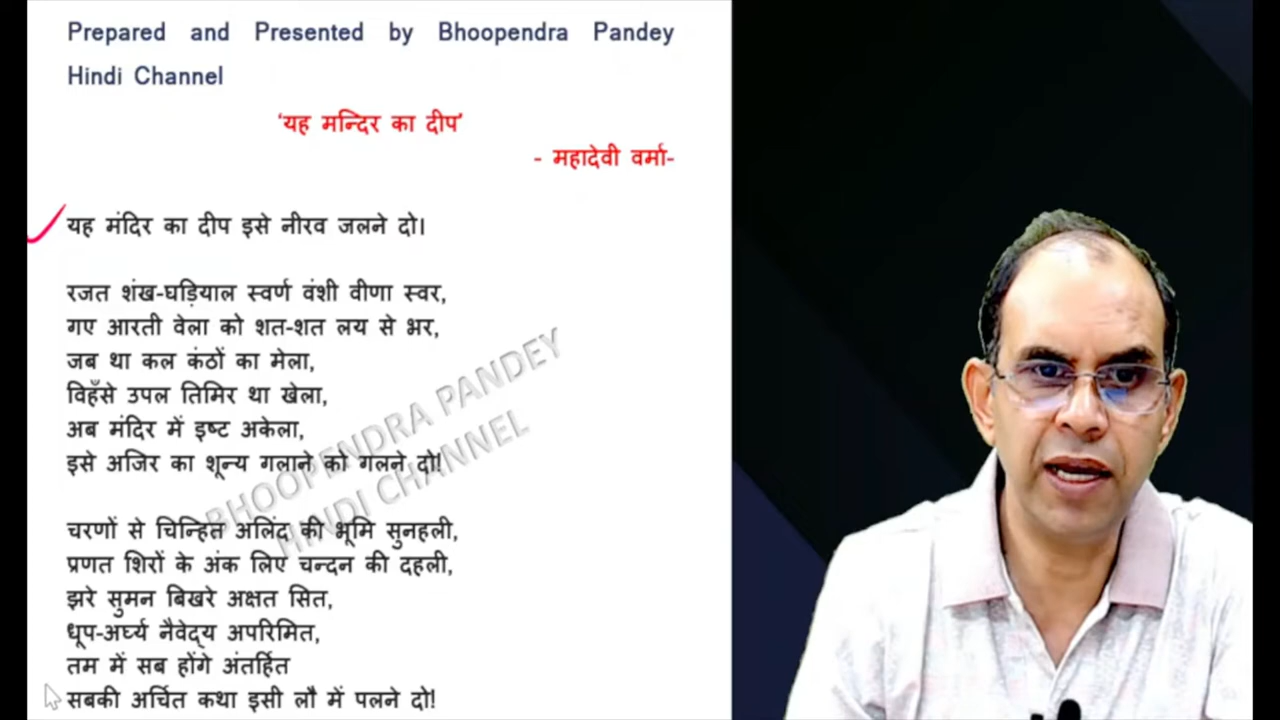 Prepared and Presented by Bhoopendra Pandey
Hindi Channel
‘यह मन्दिर का दीप’
- महादेवी वर्मा-
यह मंदिर का दीप इसे नीरव जलने दो।
रजत शंख-घड़ियाल स्वर्ण वंशी वीणा स्वर,
गए आरती वेला को शत-शत लय से भर,
जब था कल कंठों का मेला,
विहँसे उपल तिमिर था खेला,
अब मंदिर में इष्ट अकेला,
इसे अजिर का शून्य गलाने को गलने दो!
चरणों से चिन्हित अलिंद की भूमि सुनहली,
प्रणत शिरों के अंक लिए चन्दन की दहली,
झरे सुमन बिखरे अक्षत सित,
धूप-अर्घ्य नैवेद्य अपरिमित,
तम में सब होंगे अंतर्हित
सबकी अर्चित कथा इसी लौ में पलने दो!
BHOOPENDRA PANDEY
HINDI CHANNEL